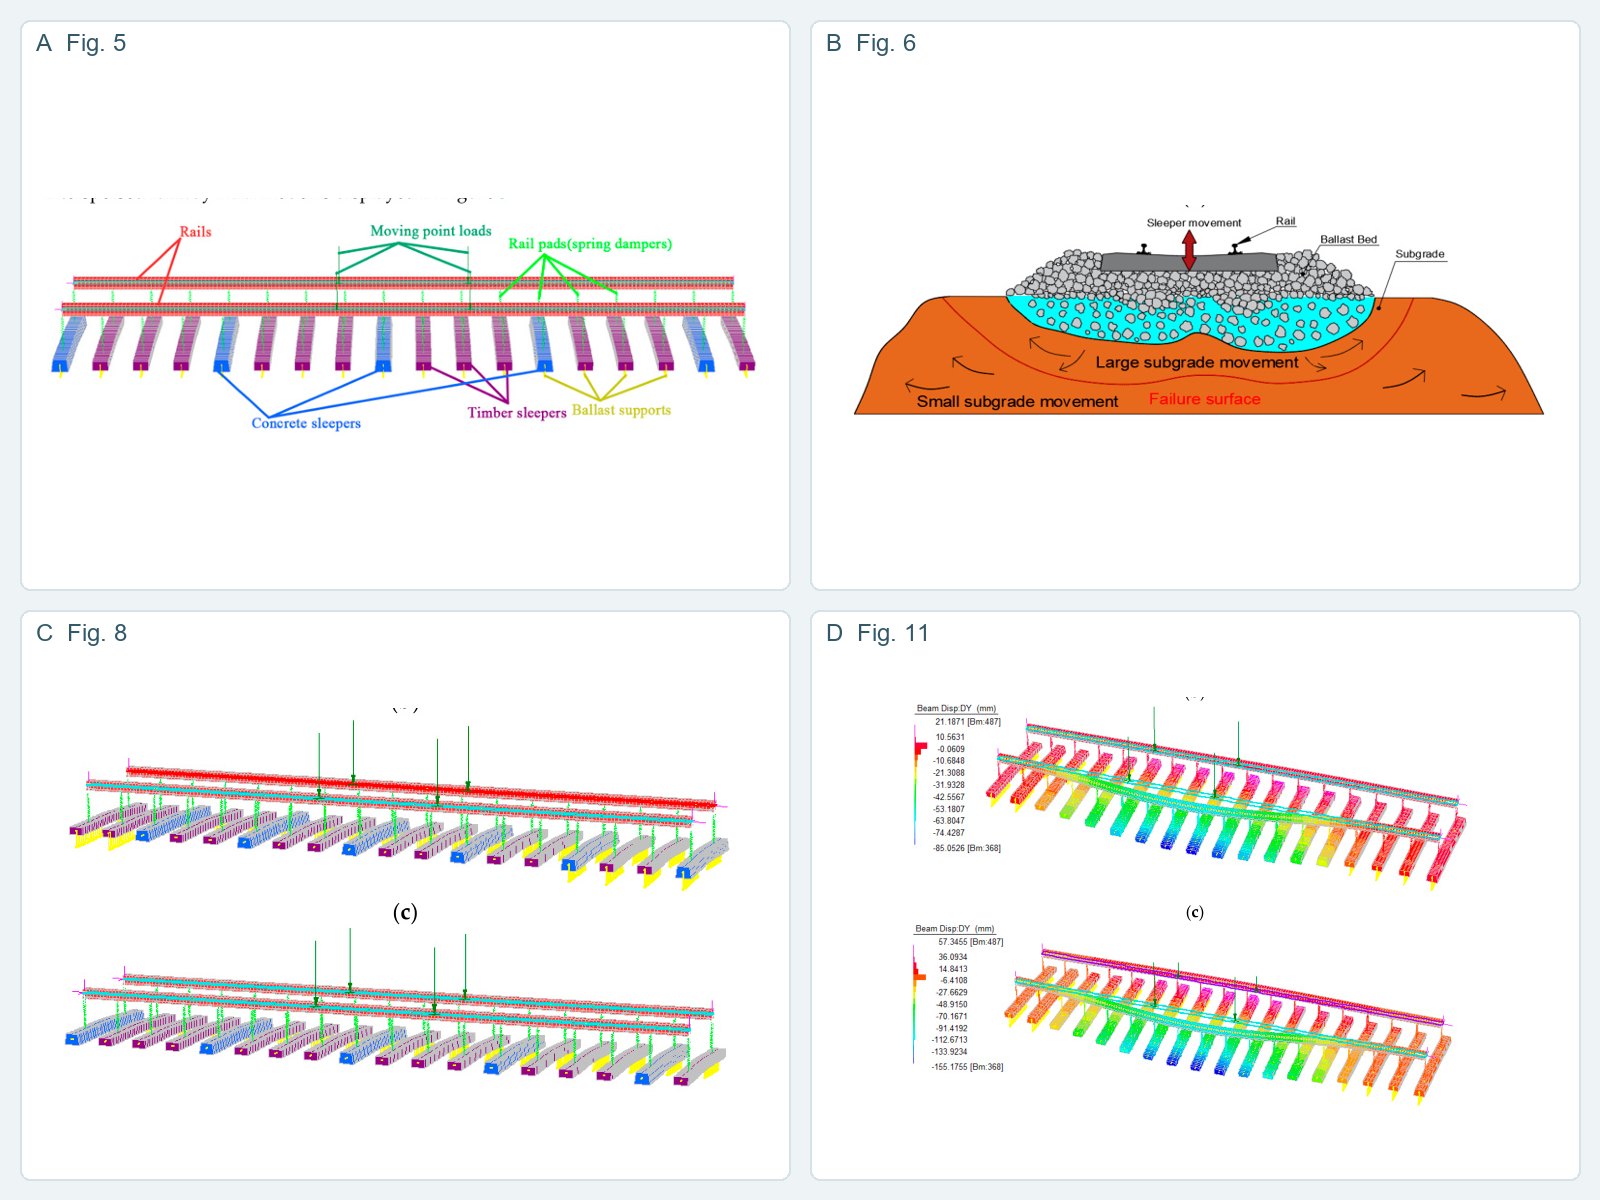 A Fig. 5
Rails
Moving point loads
Rail pads(spring dampers)
Concrete sleepers
Timber sleepers
Ballast supports
B Fig. 6
Sleeper movement
Rail
Ballast Bed
Subgrade
Large subgrade movement
Small subgrade movement
Failure surface
C Fig. 8
(c)
D Fig. 11
Beam Disp:DY (mm)
21.1871 [Bm:487]
10.5631
-0.0609
-10.6848
-21.3088
-31.9328
-42.5567
-53.1807
-63.8047
-74.4287
-85.0526 [Bm:368]
(c)
Beam Disp:DY (mm)
57.3455 [Bm:487]
36.0934
14.8413
-6.4108
-27.6629
-48.9150
-70.1671
-91.4192
-112.6713
-133.9234
-155.1755 [Bm:368]